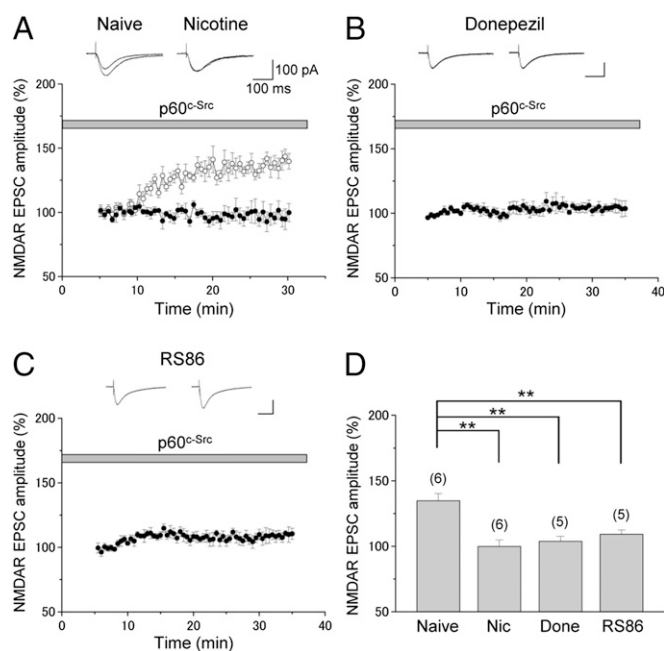 A
Naive Nicotine
100 pA
100 ms
p60c-Src
200
150
100
50
NMDAR EPSC amplitude (%)
0 10 20 30
Time (min)
B
Donepezil
p60c-Src
200
150
100
50
NMDAR EPSC amplitude (%)
0 10 20 30 40
Time (min)
C
RS86
p60c-Src
200
150
100
50
NMDAR EPSC amplitude (%)
0 10 20 30 40
Time (min)
D
**
**
**
200
150
100
50
NMDAR EPSC amplitude (%)
(6) (6) (5) (5)
Naive Nic Done RS86